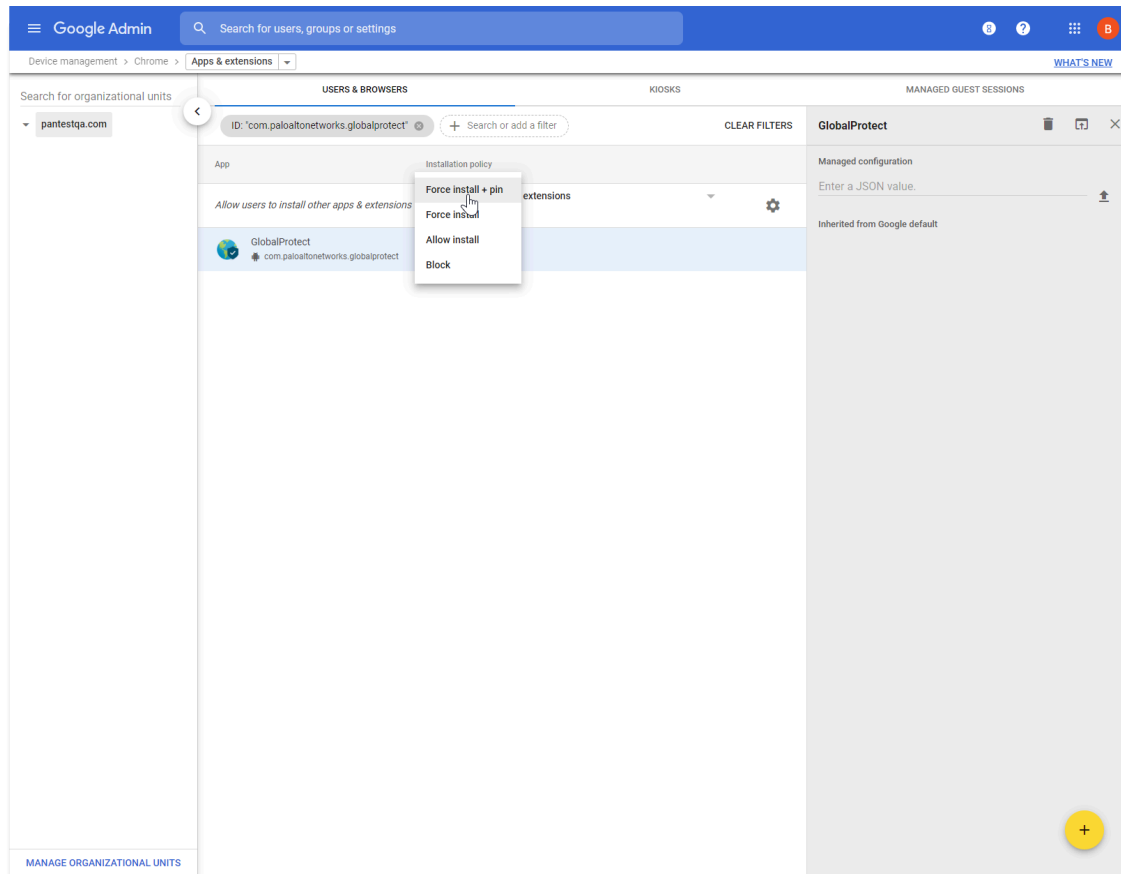 Google Admin
Search for users, groups or settings
8
?
B
Device management > Chrome > Apps & extensions
WHAT'S NEW
Search for organizational units
pantestqa.com
USERS & BROWSERS
KIOSKS
MANAGED GUEST SESSIONS
ID: "com.paloaltonetworks.globalprotect"
+ Search or add a filter
CLEAR FILTERS
App
Installation policy
Allow users to install other apps & extensions
extensions
GlobalProtect
com.paloaltonetworks.globalprotect
Force install + pin
Force install
Allow install
Block
GlobalProtect
Managed configuration
Enter a JSON value.
Inherited from Google default
+
MANAGE ORGANIZATIONAL UNITS